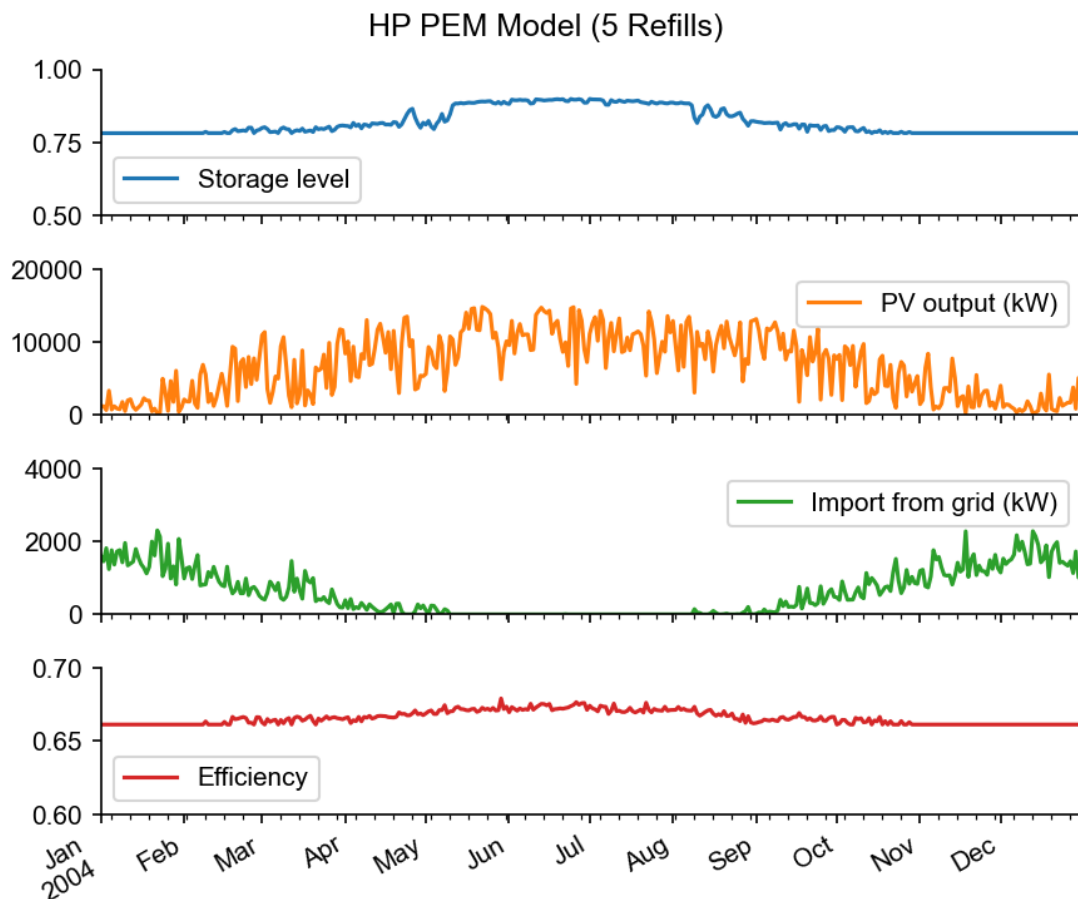 HP PEM Model (5 Refills)
1.00
0.75
0.50
Storage level
20000
10000
0
PV output (kW)
4000
2000
0
Import from grid (kW)
0.70
0.65
0.60
Efficiency
Jan
2004
Feb
Mar
Apr
May
Jun
Jul
Aug
Sep
Oct
Nov
Dec